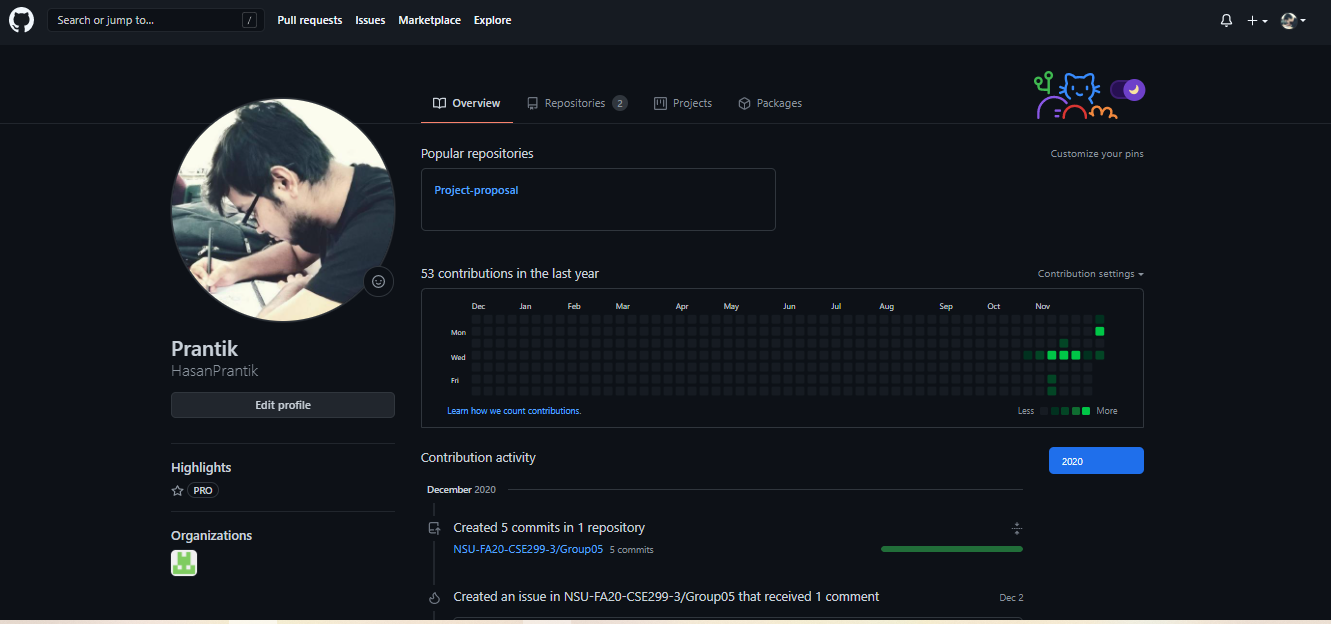 Search or jump to... /
Pull requests Issues Marketplace Explore
Overview Repositories 2 Projects Packages
Popular repositories Customize your pins
Project-proposal
53 contributions in the last year Contribution settings
Dec Jan Feb Mar Apr May Jun Jul Aug Sep Oct Nov
Mon
Wed
Fri
Learn how we count contributions. Less More
Prantik
HasanPrantik
Edit profile
Highlights
PRO
Organizations
Contribution activity 2020
December 2020
Created 5 commits in 1 repository
NSU-FA20-CSE299-3/Group05 5 commits
Created an issue in NSU-FA20-CSE299-3/Group05 that received 1 comment Dec 2